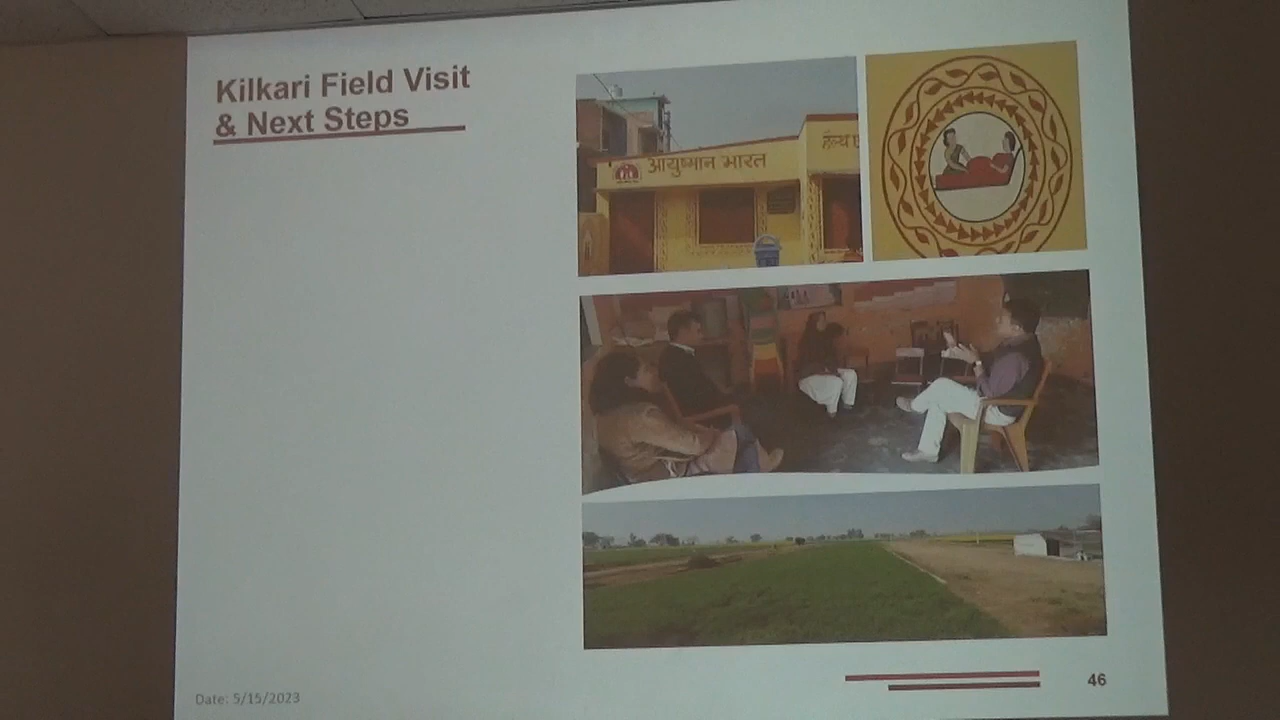 Kilkari Field Visit
& Next Steps
आयुष्मान भारत
हेल्थ
Date: 5/15/2023
46